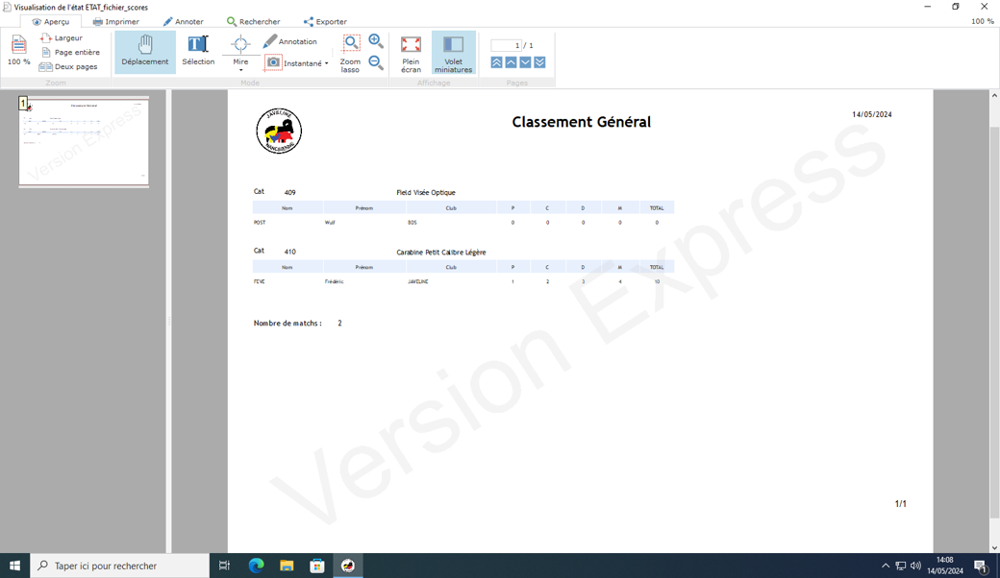 Visualisation de l'état ETAT_fichier_scores
Aperçu Imprimer Annoter Rechercher Exporter 100 %
100 % Largeur
Page entière
Deux pages
Zoom
Déplacement Sélection Mire Annotation
Instantané
Mode
Zoom lasso
Plein écran
Volet miniatures
Affichage
1 / 1
Pages
1
JAVELINE
Classement Général
14/05/2024
Cat 409 Field Visée Optique
Nom Prénom Club P C D M TOTAL
POST Wulf BDS 0 0 0 0 0
Cat 410 Carabine Petit Calibre Légère
Nom Prénom Club P C D M TOTAL
FEVE Frédéric JAVELINE 1 2 3 4 10
Nombre de matchs : 2
Version Express
1/1
Taper ici pour rechercher
14:08
14/05/2024
1